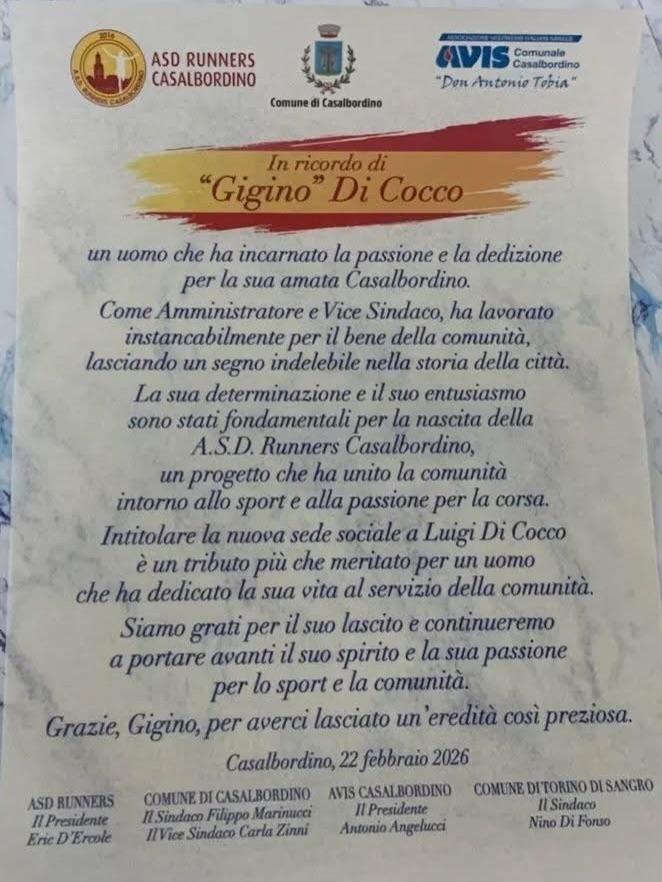 2016
A.S.D. RUNNERS CASALBORDINO
ASD RUNNERS
CASALBORDINO
Comune di Casalbordino
ASSOCIAZIONE VOLONTARI ITALIANI SANGUE
AVIS Comunale
Casalbordino
"Don Antonio Tobia"
In ricordo di
"Gigino" Di Cocco
un uomo che ha incarnato la passione e la dedizione
per la sua amata Casalbordino.
Come Amministratore e Vice Sindaco, ha lavorato
instancabilmente per il bene della comunità,
lasciando un segno indelebile nella storia della città.
La sua determinazione e il suo entusiasmo
sono stati fondamentali per la nascita della
A.S.D. Runners Casalbordino,
un progetto che ha unito la comunità
intorno allo sport e alla passione per la corsa.
Intitolare la nuova sede sociale a Luigi Di Cocco
è un tributo più che meritato per un uomo
che ha dedicato la sua vita al servizio della comunità.
Siamo grati per il suo lascito e continueremo
a portare avanti il suo spirito e la sua passione
per lo sport e la comunità.
Grazie, Gigino, per averci lasciato un'eredità così preziosa.
Casalbordino, 22 febbraio 2026
ASD RUNNERS
Il Presidente
Eric D'Ercole
COMUNE DI CASALBORDINO
Il Sindaco Filippo Marinucci
Il Vice Sindaco Carla Zinni
AVIS CASALBORDINO
Il Presidente
Antonio Angelucci
COMUNE DI TORINO DI SANGRO
Il Sindaco
Nino Di Fonso